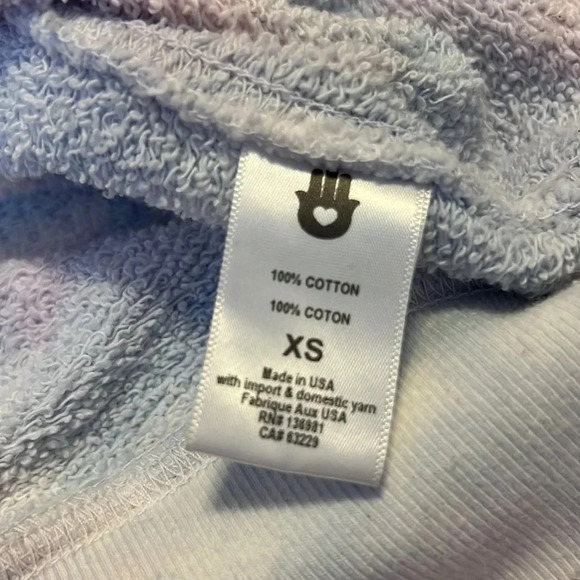 100% COTTON
100% COTON
XS
Made in USA
with import & domestic yarn
Fabrique Aux USA
RN# 136981
CA# 63229